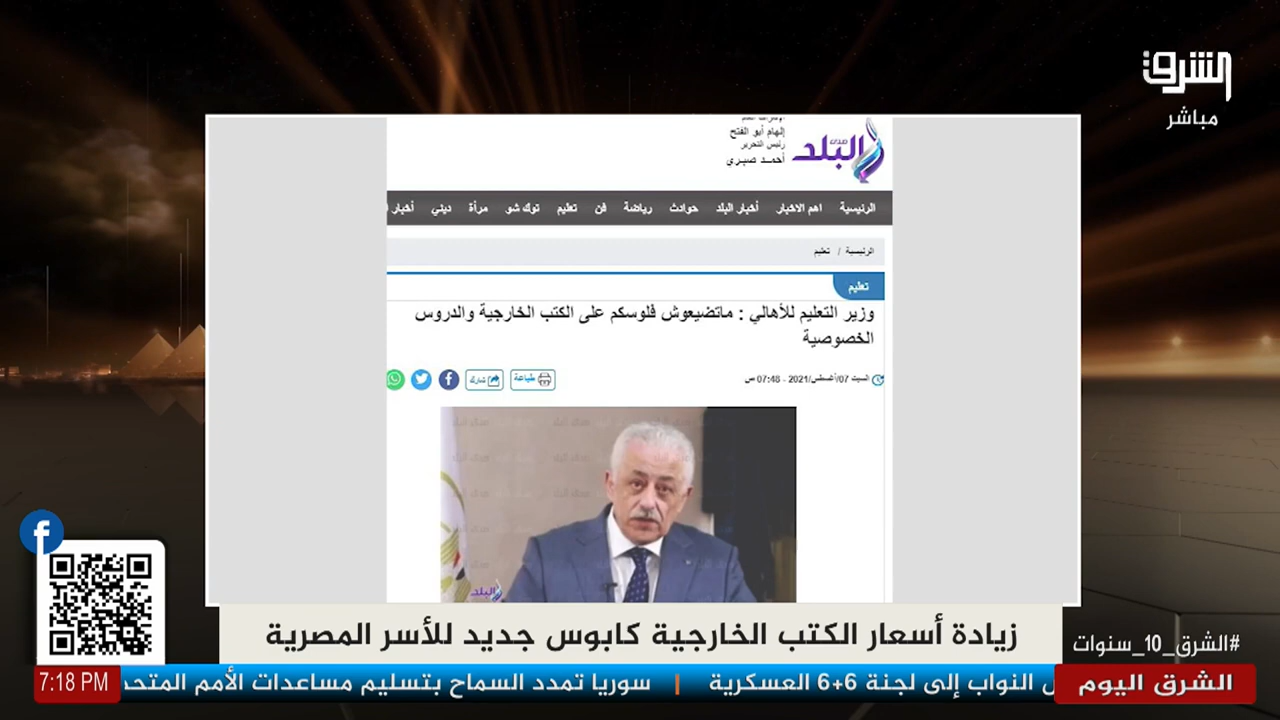 الشرق
مباشر
إلهام أبو الفتح
رئيس التحرير
أحمد صبري
صدى البلد
الرئيسية اهم الاخبار أخبار البلد حوادث رياضة فن تعليم توك شو مرأة ديني أخبار
الرئيسية / تعليم
تعليم
وزير التعليم للأهالي : ماتضيعوش فلوسكم على الكتب الخارجية والدروس
الخصوصية
السبت 07/أغسطس/2021 - 07:48 ص
طباعة
شارك
البلد
زيادة أسعار الكتب الخارجية كابوس جديد للأسر المصرية
#الشرق_10_سنوات
الشرق اليوم
النواب إلى لجنة 6+6 العسكرية | سوريا تمدد السماح بتسليم مساعدات الأمم المتحد
7:18 PM